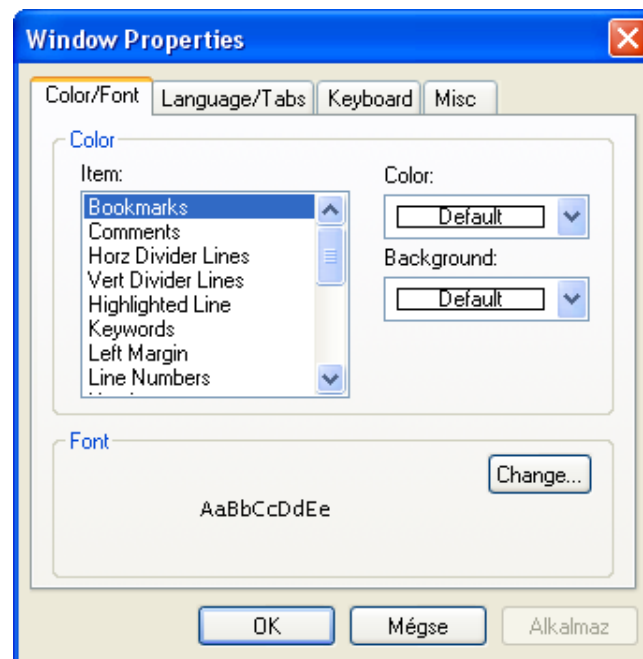 Window Properties
Color/Font Language/Tabs Keyboard Misc
Color
Item:
Bookmarks
Comments
Horz Divider Lines
Vert Divider Lines
Highlighted Line
Keywords
Left Margin
Line Numbers
Color:
Default
Background:
Default
Font
Change...
AaBbCcDdEe
OK Mégse Alkalmaz